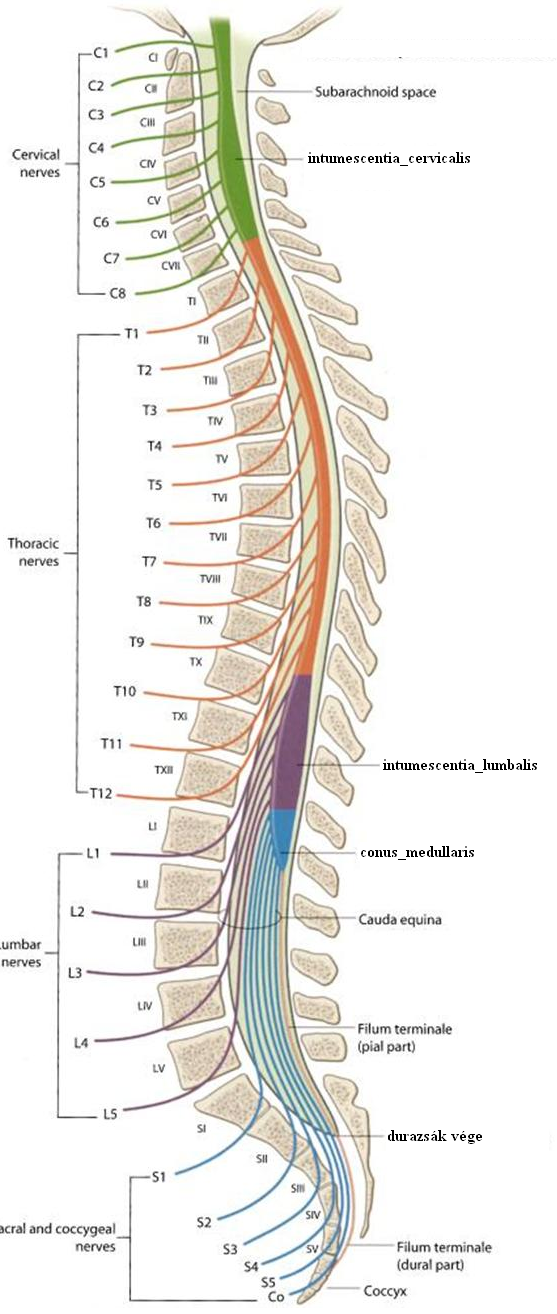 C1
CI
C2
CII
Subarachnoid space
C3
CIII
C4
Cervical
nerves
CIV
intumescentia_cervicalis
C5
CV
C6
CVI
C7
CVII
C8
TI
T1
TII
T2
TIII
T3
TIV
T4
TV
T5
TVI
T6
TVII
Thoracic
nerves
T7
TVIII
T8
TIX
T9
TX
T10
TXI
T11
intumescentia_lumbalis
TXII
T12
LI
L1
conus_medullaris
LII
L2
Cauda equina
LIII
umbar
nerves
L3
LIV
Filum terminale
(pial part)
L4
LV
L5
SI
durazsák vége
SII
S1
SIII
S2
SIV
acral and coccygeal
nerves
S3
SV
Filum terminale
(dural part)
S4
S5
Co
Coccyx